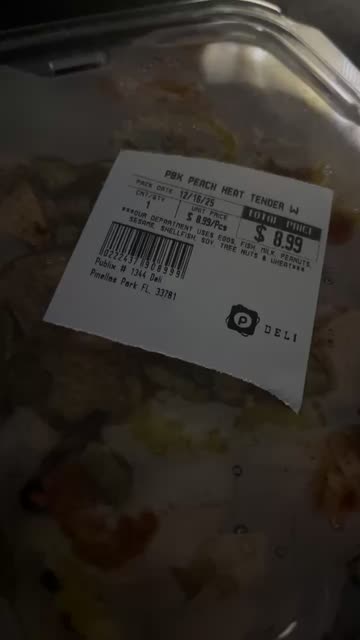 PBX PEACH HEAT TENDER W
PACK DATE 12/16/25
CNT/QTY UNIT PRICE TOTAL PRICE
1 $ 8.99/Pcs $ 8.99
***OUR DEPARTMENT USES EGGS, FISH, MILK, PEANUTS,
SESAME, SHELLFISH, SOY, TREE NUTS & WHEAT***
Publix # 1344 Deli
Pinellas Park FL. 33781
P DELI